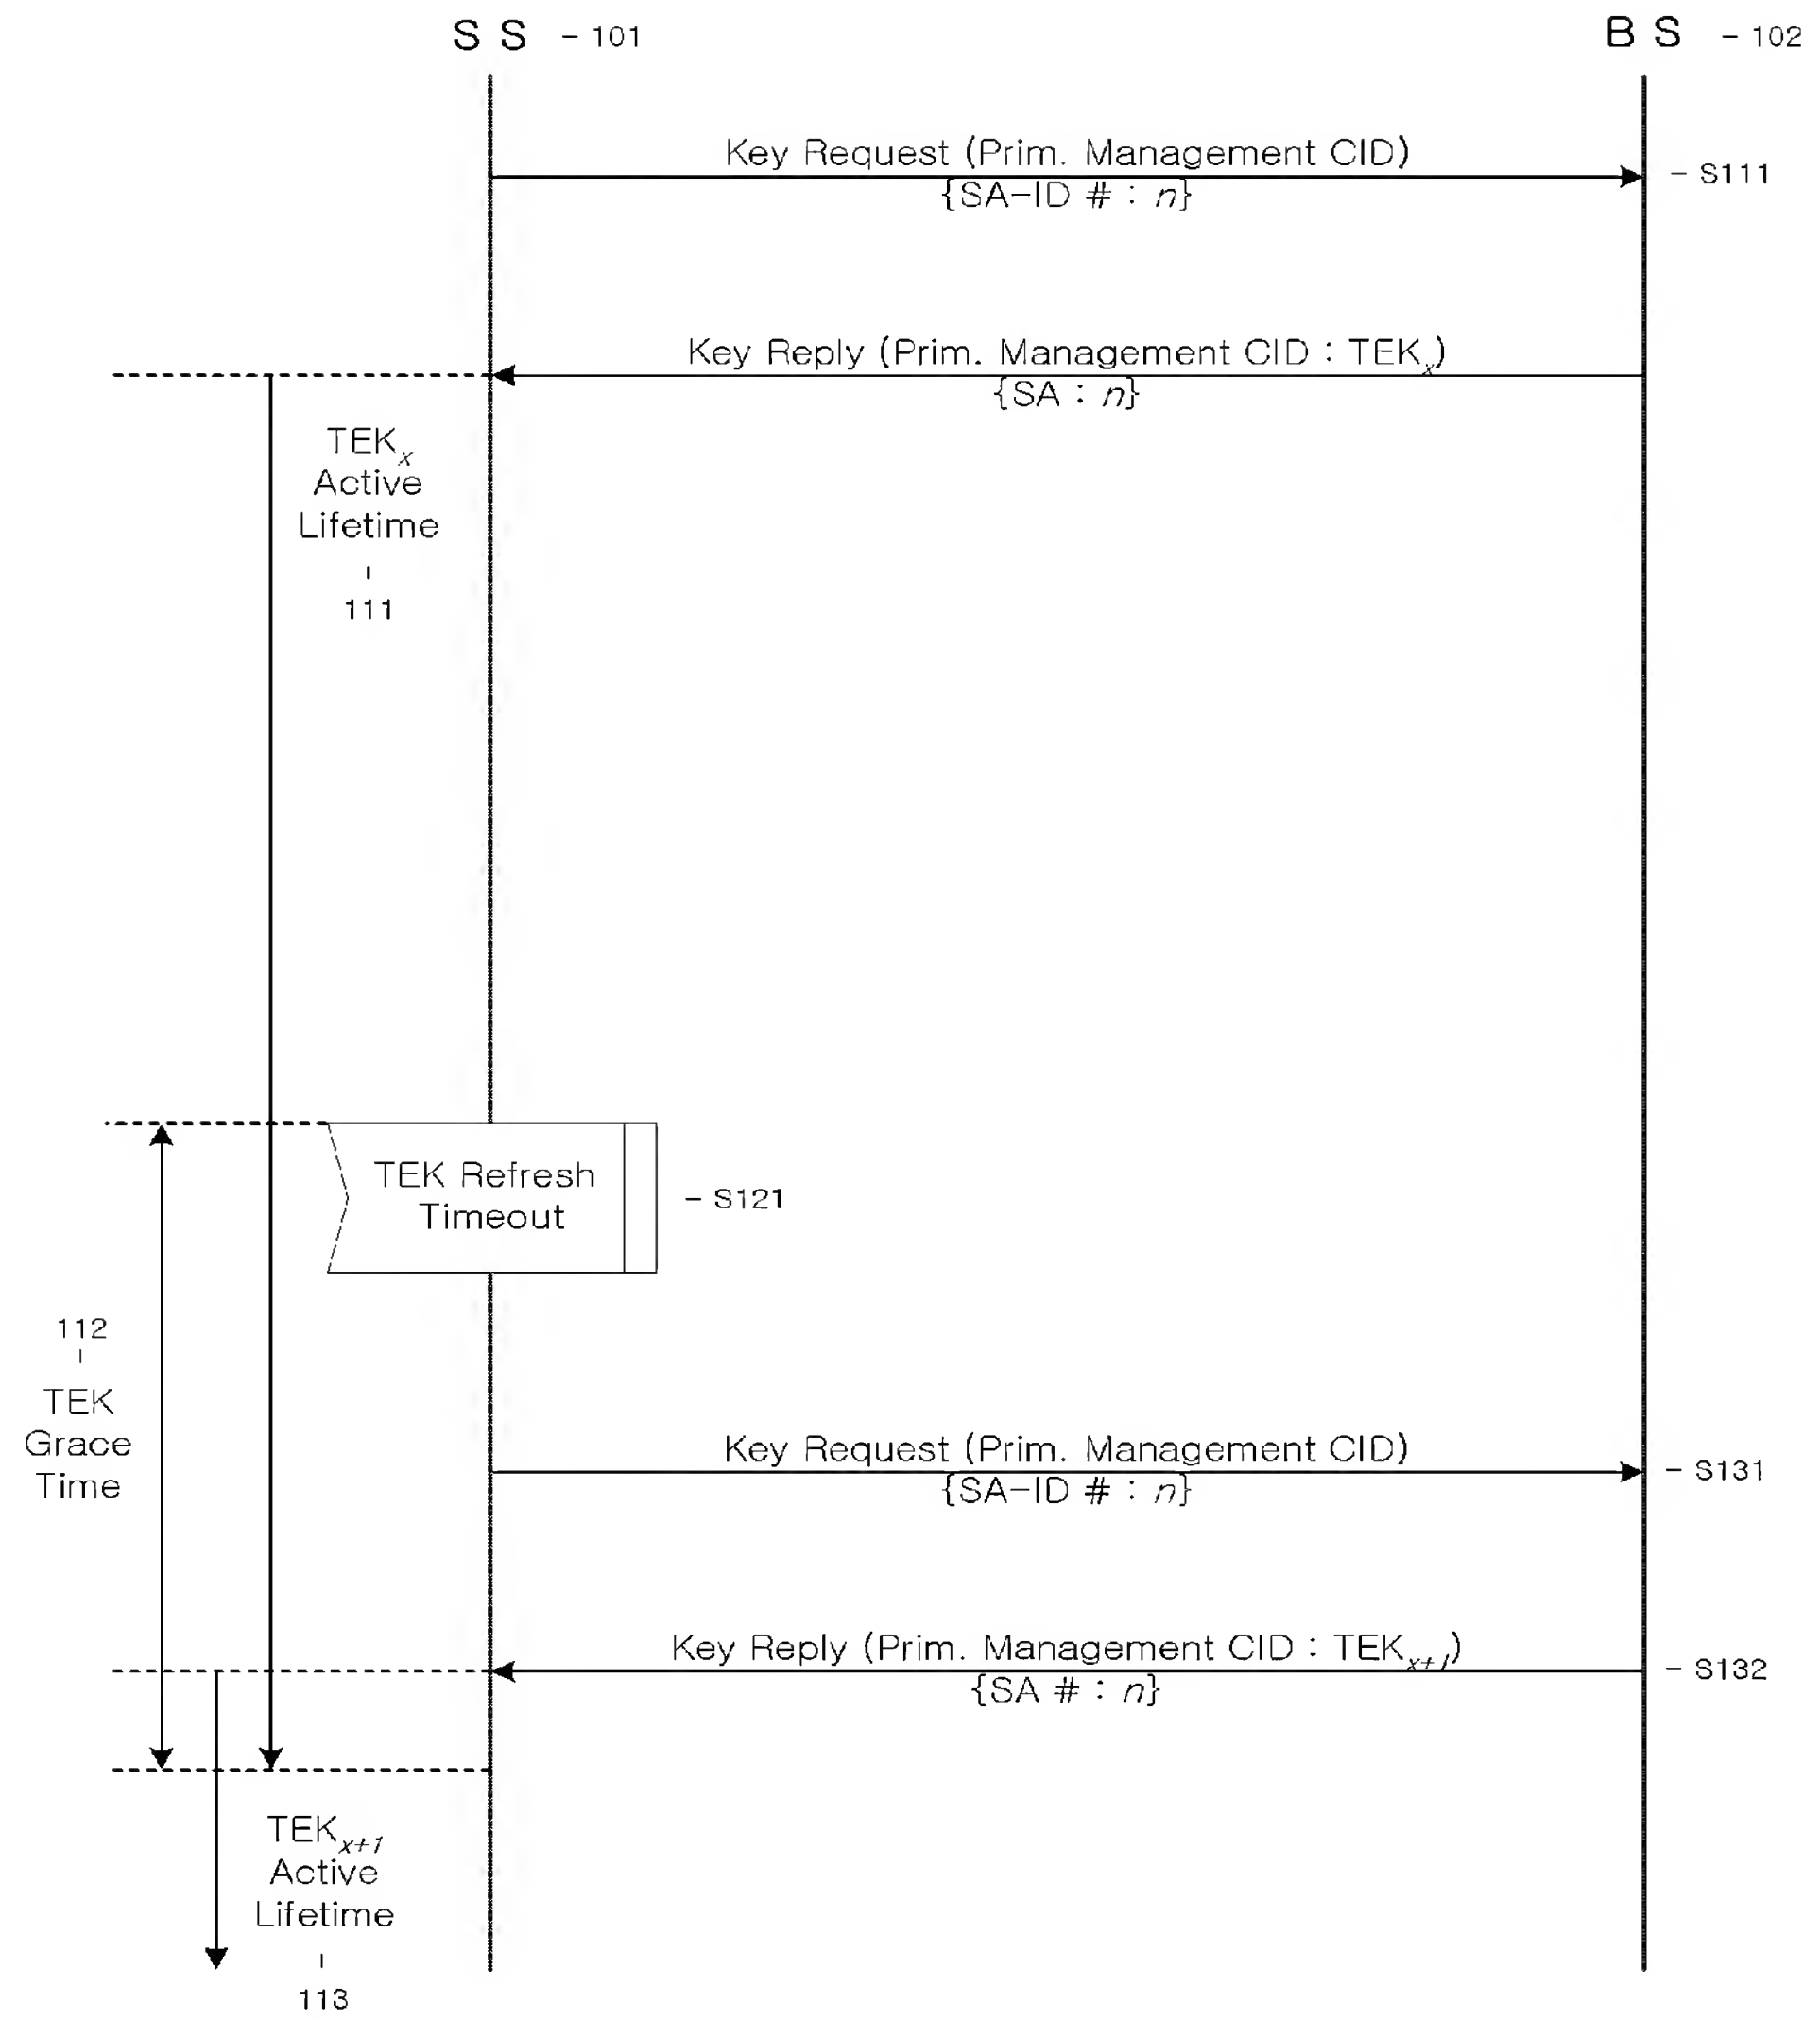 S S - 101
B S - 102
Key Request (Prim. Management CID)
{SA-ID # : n}
- S111
Key Reply (Prim. Management CID : TEKx)
{SA : n}
TEKx
Active
Lifetime
111
TEK Refresh
Timeout
- S121
112
TEK
Grace
Time
Key Request (Prim. Management CID)
{SA-ID # : n}
- S131
Key Reply (Prim. Management CID : TEKx+1)
{SA # : n}
- S132
TEKx+1
Active
Lifetime
113